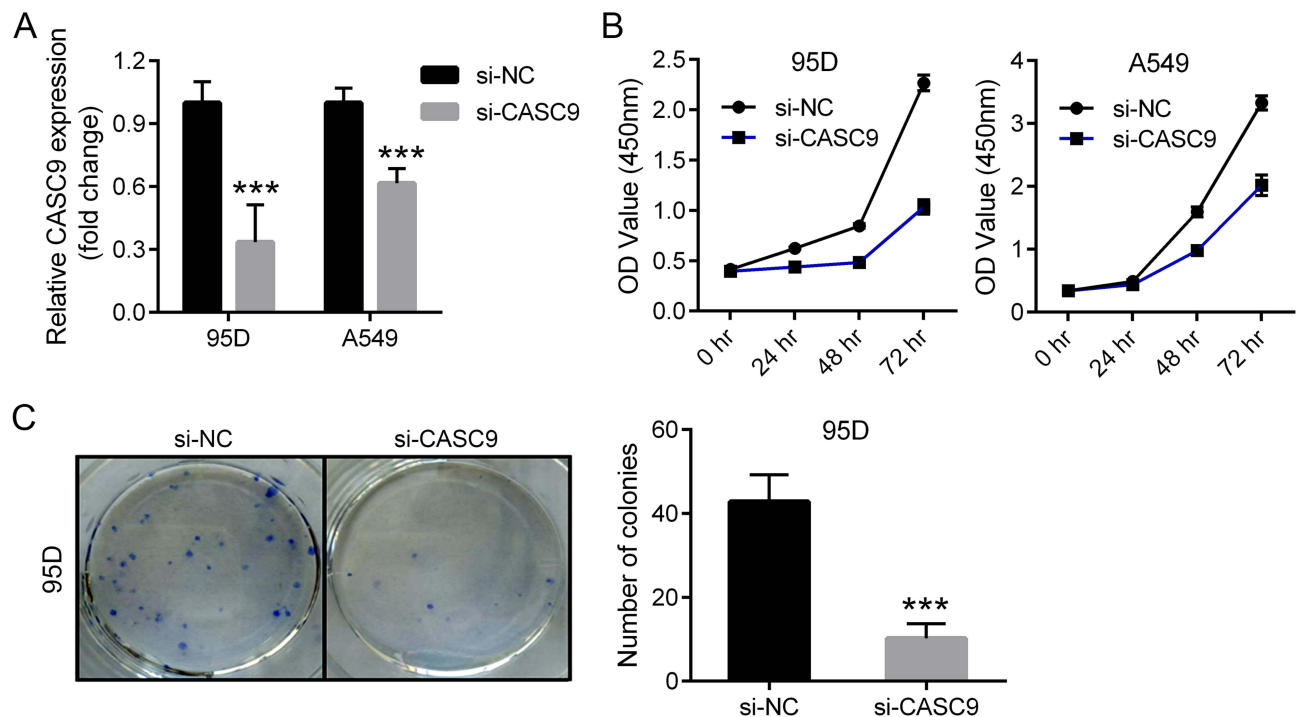 A
Relative CASC9 expression
(fold change)
1.2
0.9
0.6
0.3
0.0
***
***
95D
A549
si-NC
si-CASC9
B
95D
OD Value (450nm)
2.5
2.0
1.5
1.0
0.5
0.0
si-NC
si-CASC9
0 hr
24 hr
48 hr
72 hr
A549
OD Value (450nm)
4
3
2
1
0
si-NC
si-CASC9
0 hr
24 hr
48 hr
72 hr
C
si-NC
si-CASC9
95D
95D
Number of colonies
60
40
20
0
***
si-NC
si-CASC9